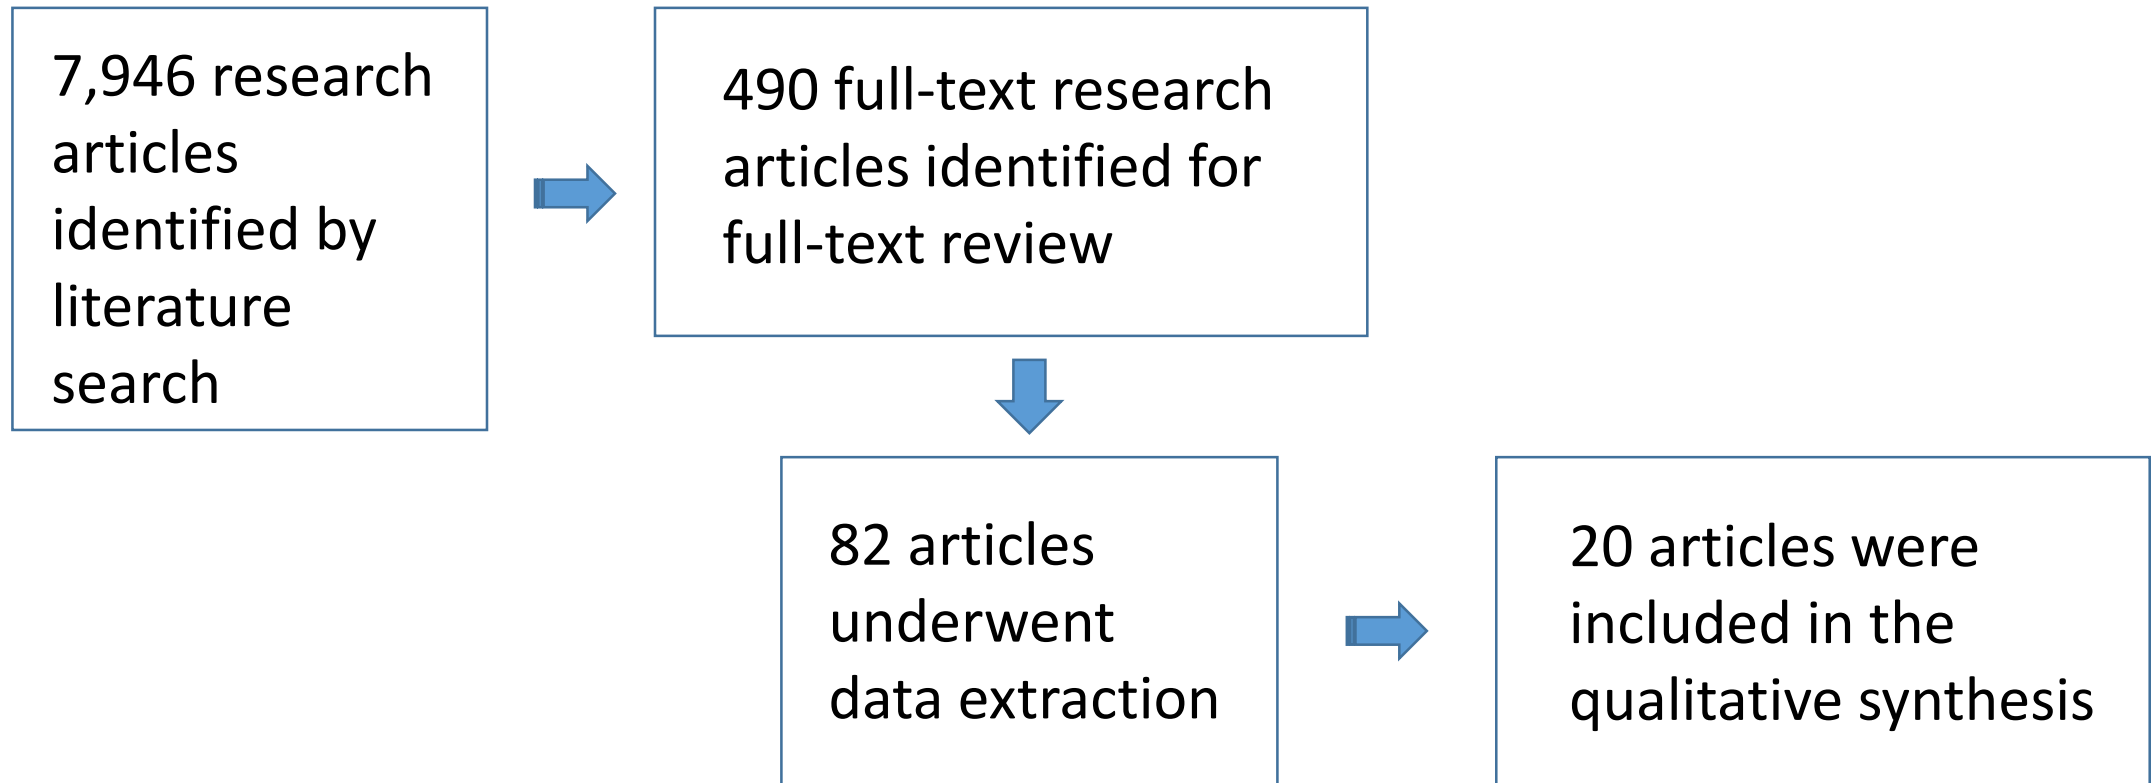 7,946 research
articles
identified by
literature
search
490 full-text research
articles identified for
full-text review
82 articles
underwent
data extraction
20 articles were
included in the
qualitative synthesis